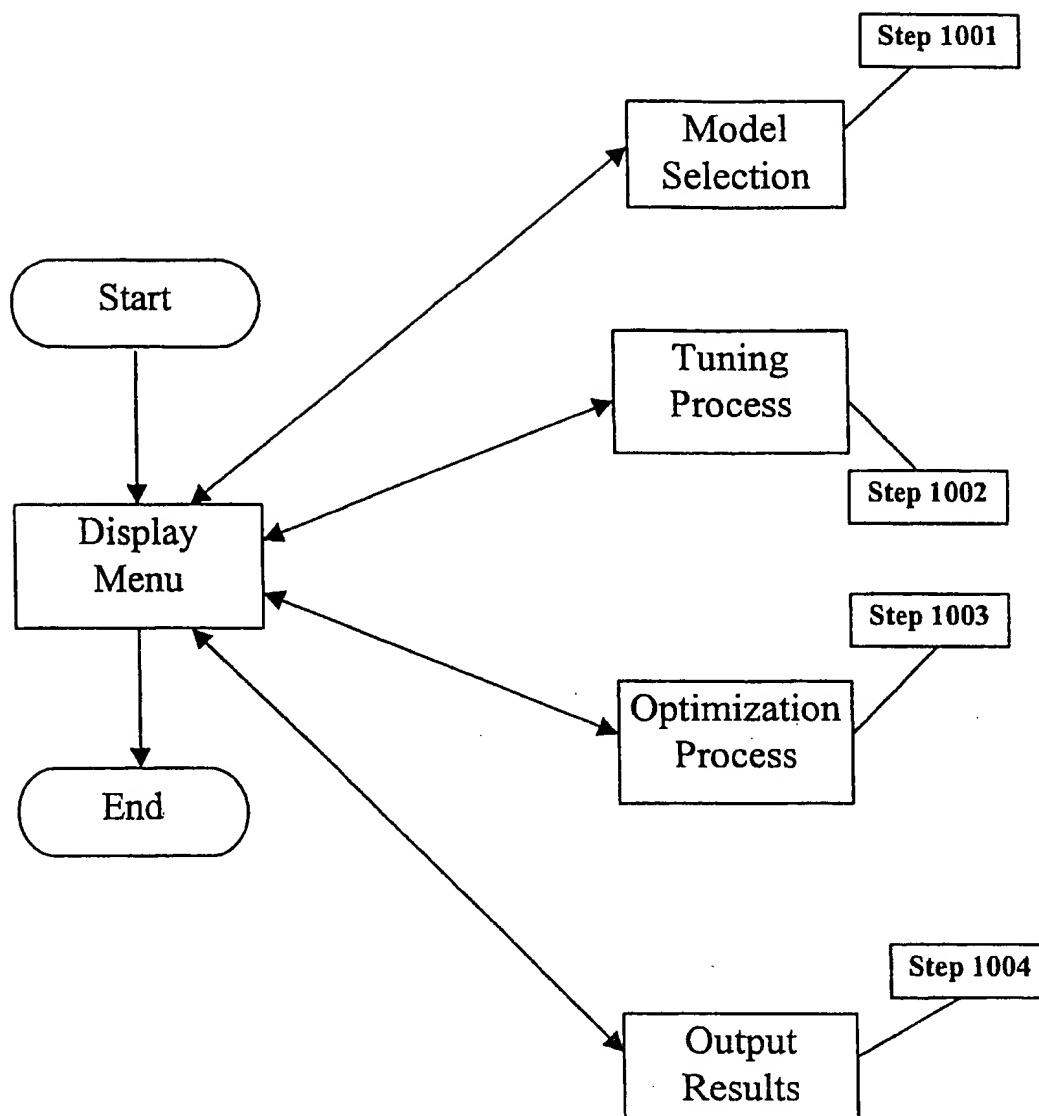 Step 1001
Model
Selection
Start
Tuning
Process
Step 1002
Display
Menu
Step 1003
Optimization
Process
End
Step 1004
Output
Results